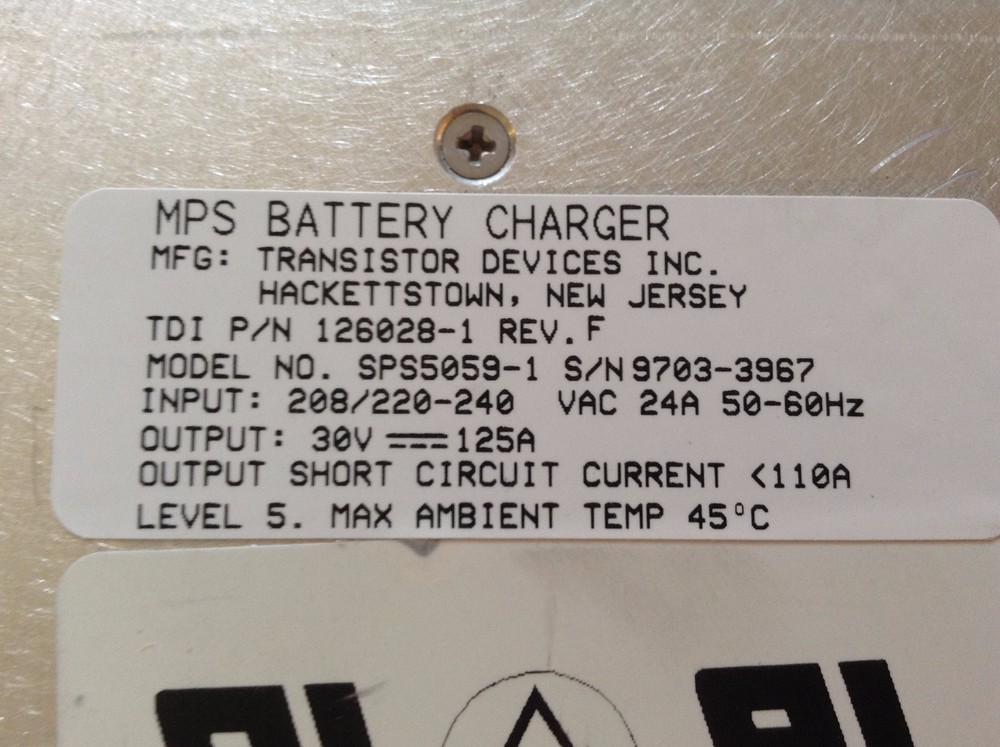 MPS BATTERY CHARGER
MFG: TRANSISTOR DEVICES INC.
HACKETTSTOWN, NEW JERSEY
TDI P/N 126028-1 REV. F
MODEL NO. SPS5059-1 S/N 9703-3967
INPUT: 208/220-240 VAC 24A 50-60Hz
OUTPUT: 30V ⎓ 125A
OUTPUT SHORT CIRCUIT CURRENT <110A
LEVEL 5. MAX AMBIENT TEMP 45°C